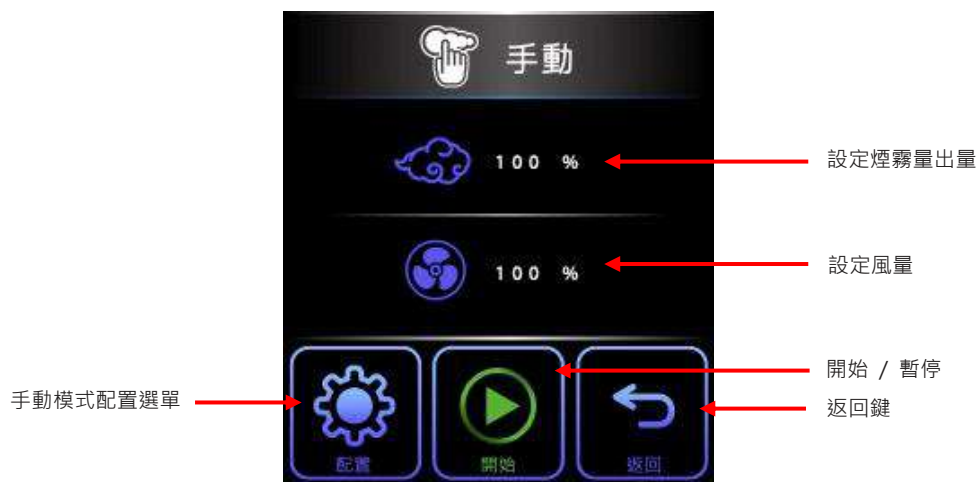 手動
100 %
設定煙霧量出量
100 %
設定風量
開始 / 暫停
手動模式配置選單
返回鍵
配置
開始
返回